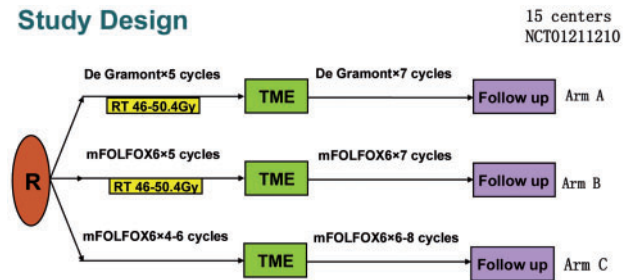 Study Design
15 centers
NCT01211210
De Gramont×5 cycles
De Gramont×7 cycles
RT 46-50.4Gy
TME
Follow up
Arm A
R
mFOLFOX6×5 cycles
mFOLFOX6×7 cycles
RT 46-50.4Gy
TME
Follow up
Arm B
mFOLFOX6×4-6 cycles
mFOLFOX6×6-8 cycles
TME
Follow up
Arm C